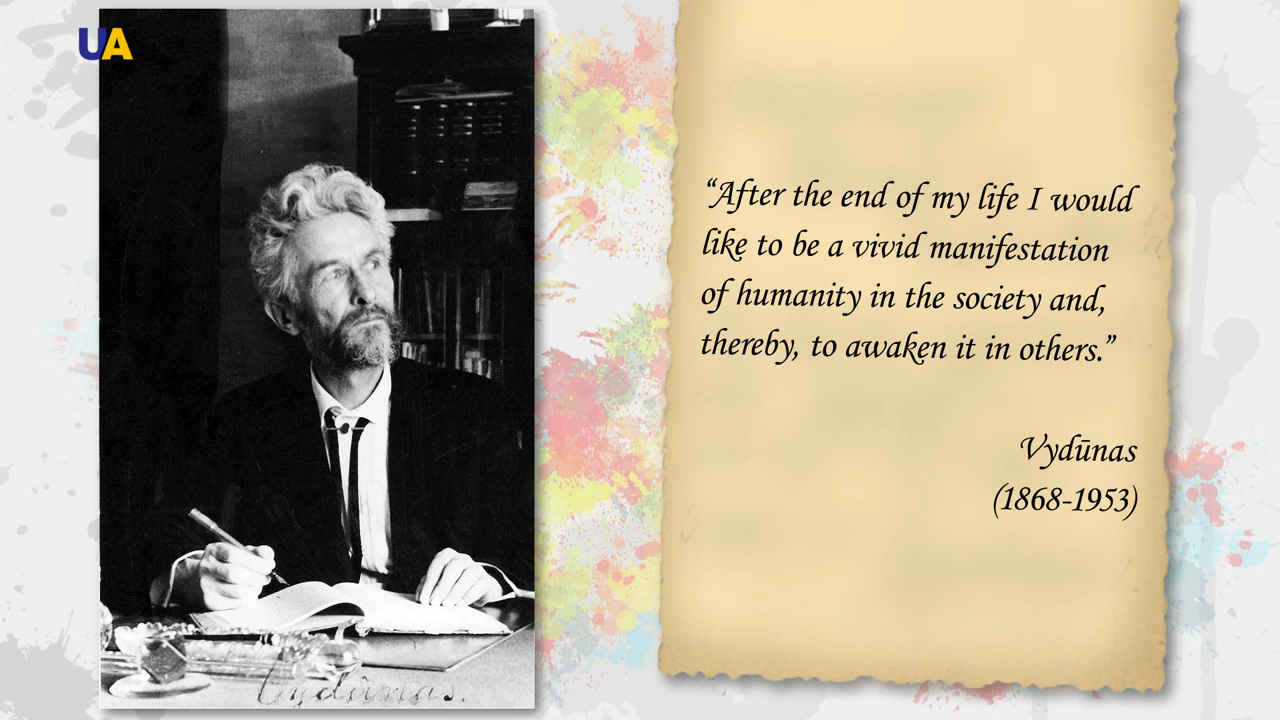 UA
“After the end of my life I would
like to be a vivid manifestation
of humanity in the society and,
thereby, to awaken it in others.”
Vydūnas
(1868-1953)
Vydūnas.